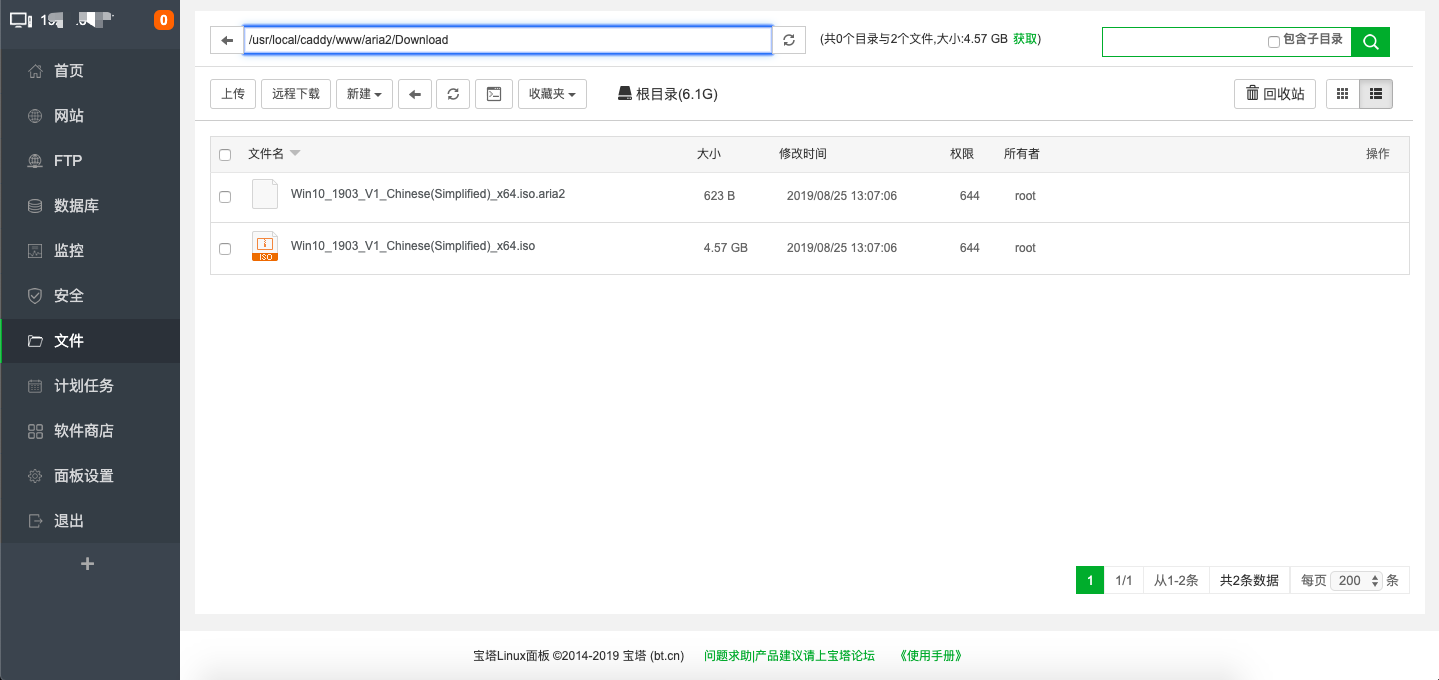 0
首页
网站
FTP
数据库
监控
安全
文件
计划任务
软件商店
面板设置
退出
/usr/local/caddy/www/aria2/Download
(共0个目录与2个文件,大小:4.57 GB 获取)
包含子目录
上传 远程下载 新建 收藏夹 根目录(6.1G) 回收站
文件名 大小 修改时间 权限 所有者 操作
Win10_1903_V1_Chinese(Simplified)_x64.iso.aria2 623 B 2019/08/25 13:07:06 644 root
ISO Win10_1903_V1_Chinese(Simplified)_x64.iso 4.57 GB 2019/08/25 13:07:06 644 root
1 1/1 从1-2条 共2条数据 每页 200 条
宝塔Linux面板 ©2014-2019 宝塔 (bt.cn) 问题求助|产品建议请上宝塔论坛 《使用手册》